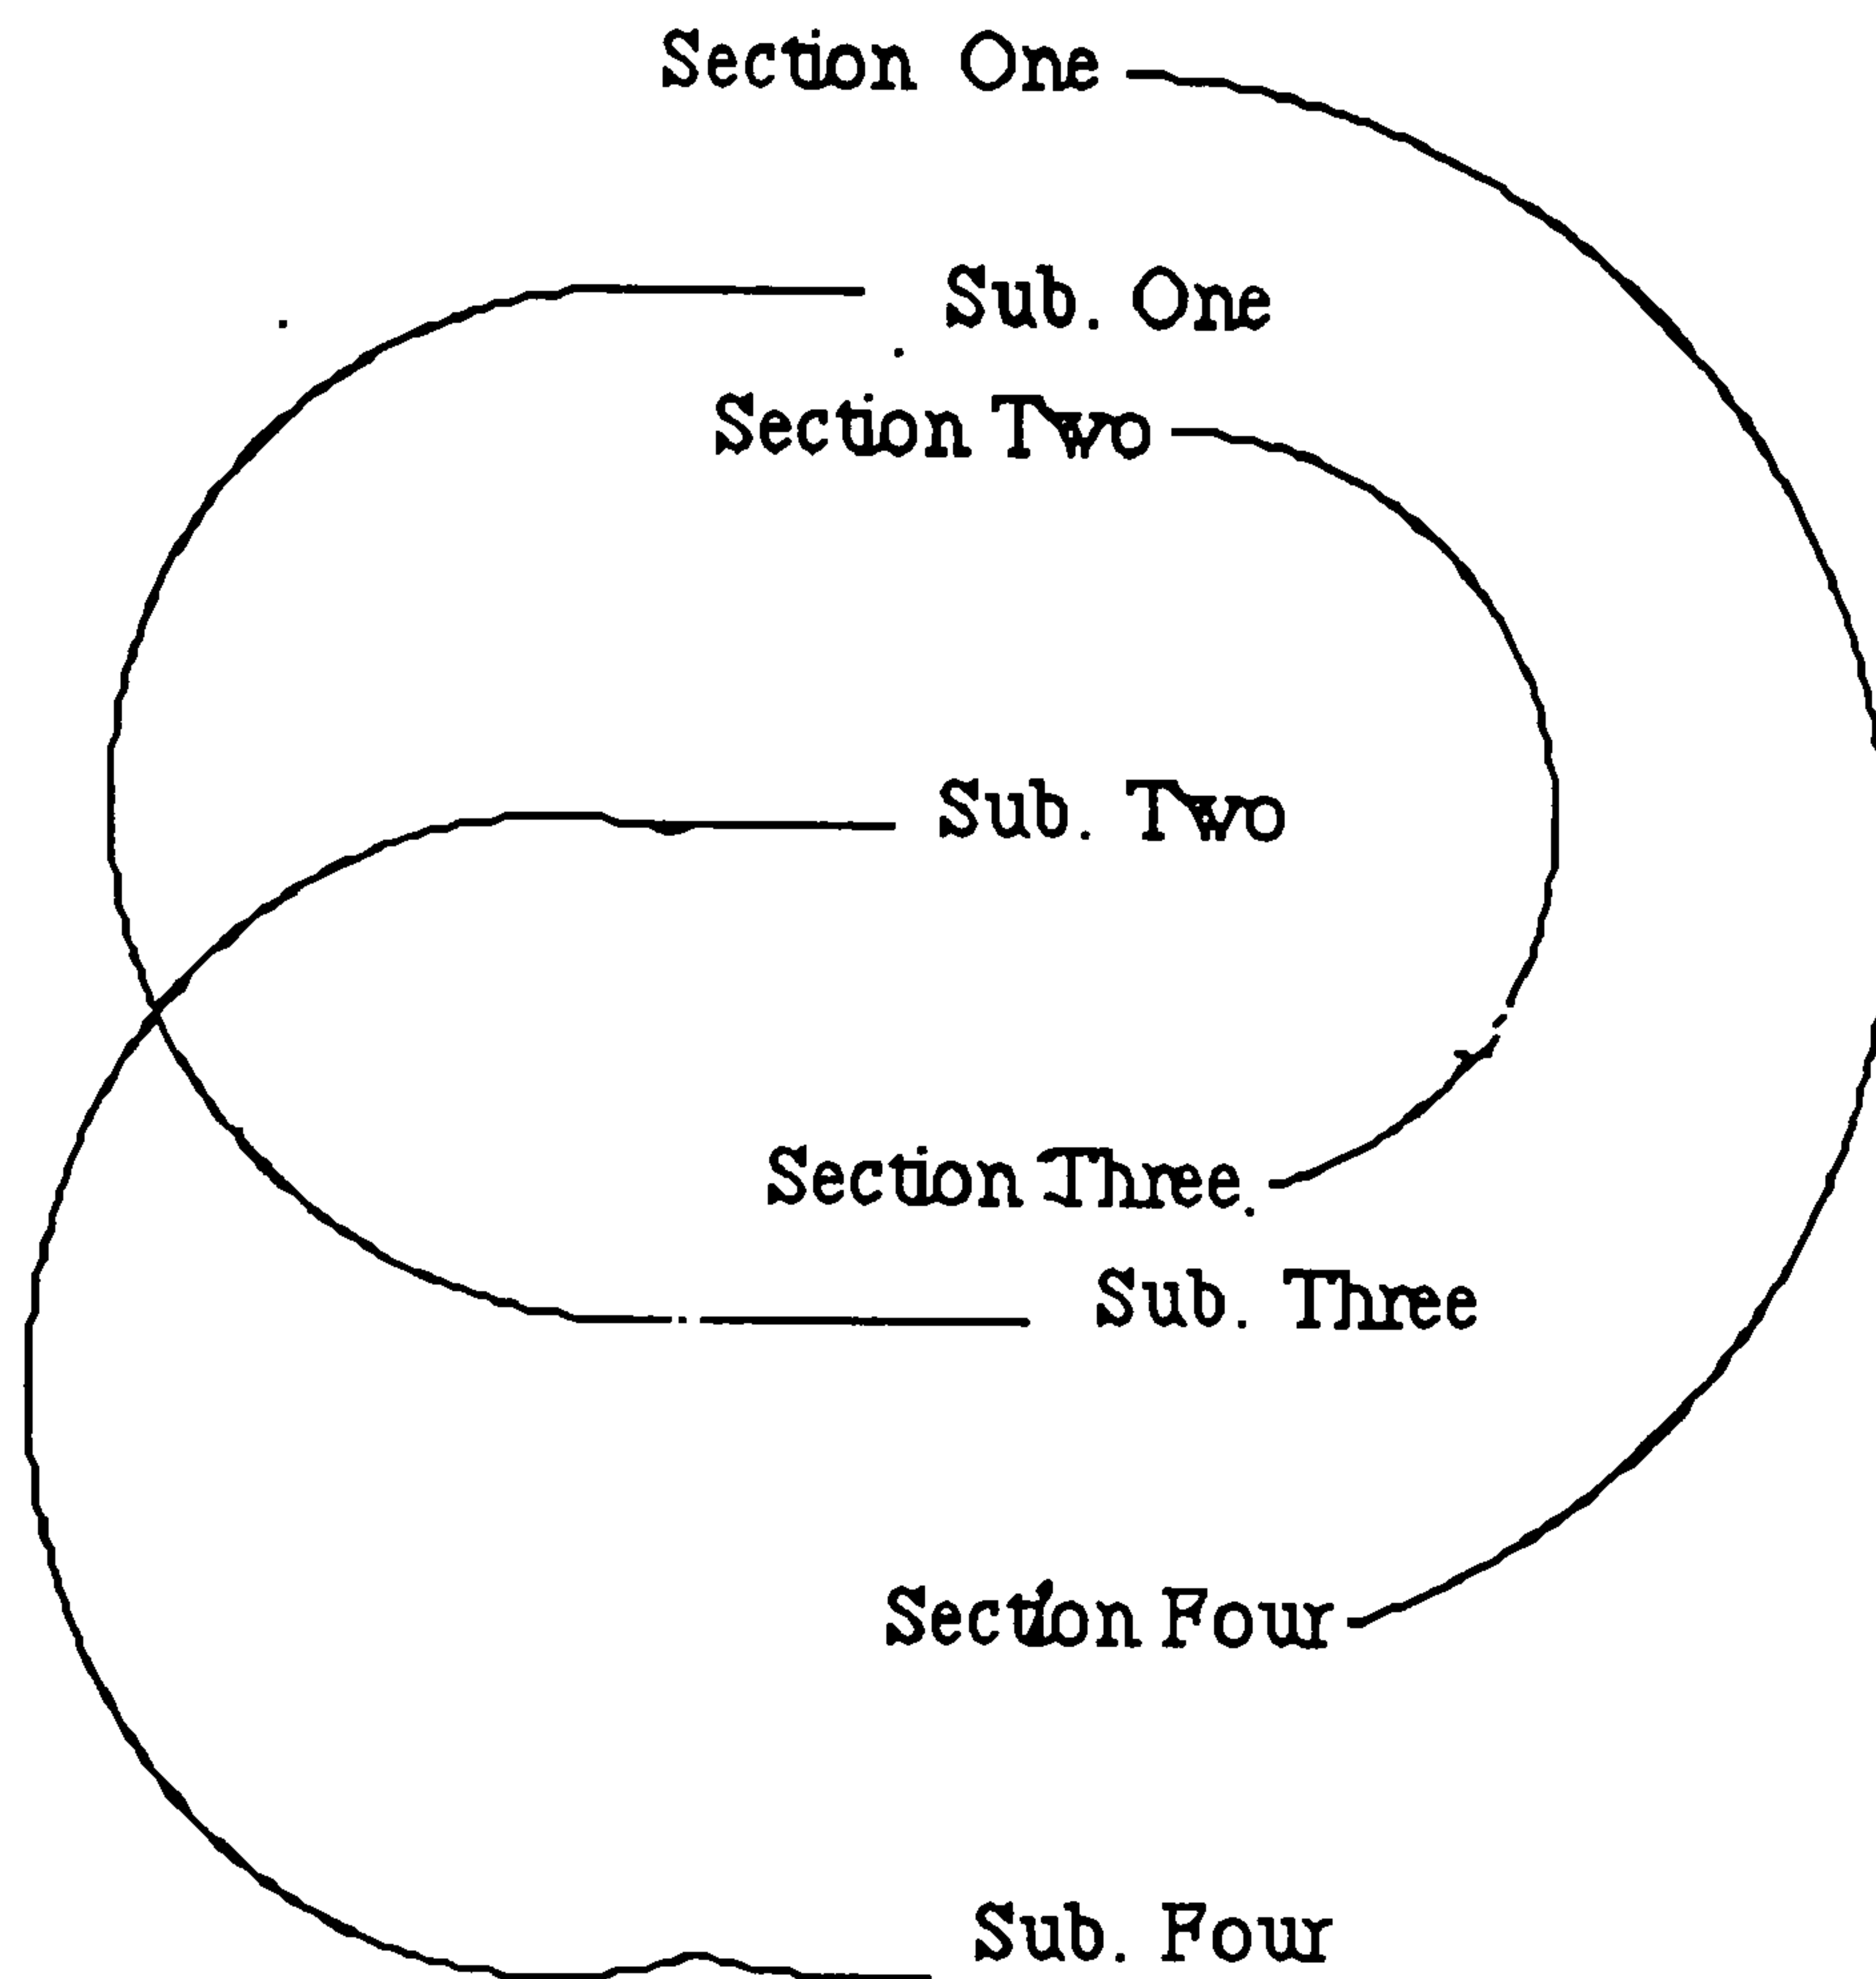 Section One
Sub. One
Section Two
Sub. Two
Section Three.
Sub. Three
Section Four
Sub. Four